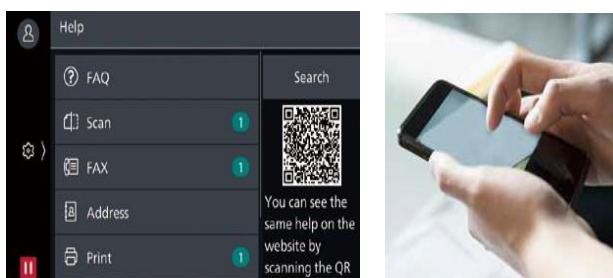 Help
FAQ
Search
Scan
1
FAX
1
Address
Print
1
You can see the
same help on the
website by
scanning the QR